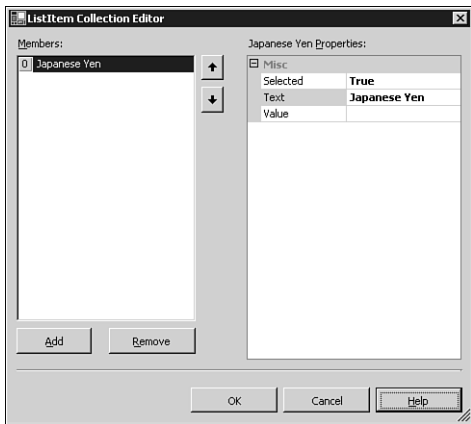 ListItem Collection Editor
Members:
Japanese Yen Properties:
0 Japanese Yen
Misc
Selected True
Text Japanese Yen
Value
Add
Remove
OK
Cancel
Help